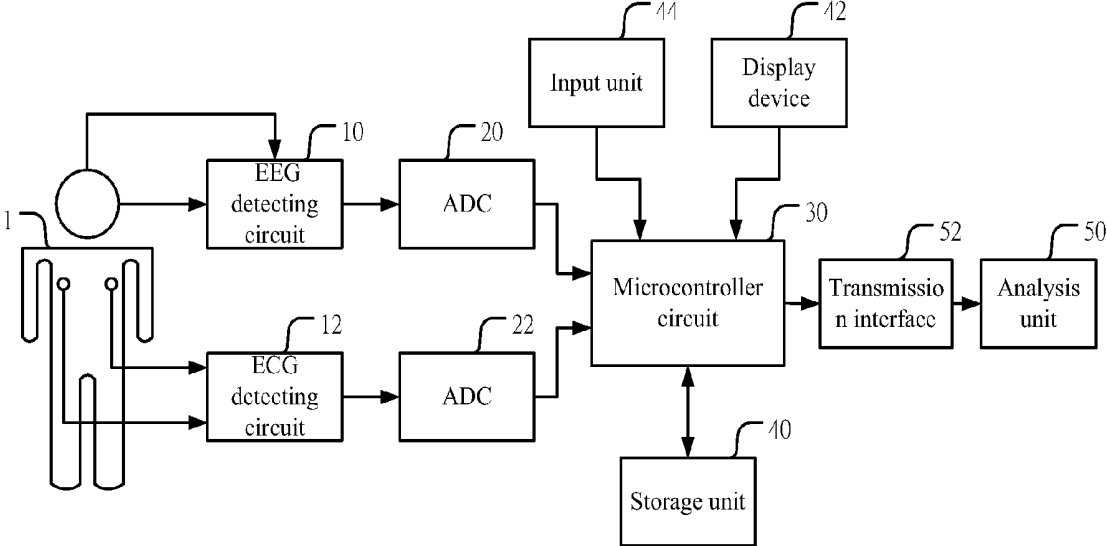 44
42
Input unit
Display
device
10
20
EEG
detecting
circuit
ADC
1
30
52
50
Microcontroller
circuit
Transmissio
n interface
Analysis
unit
12
22
ECG
detecting
circuit
ADC
40
Storage unit